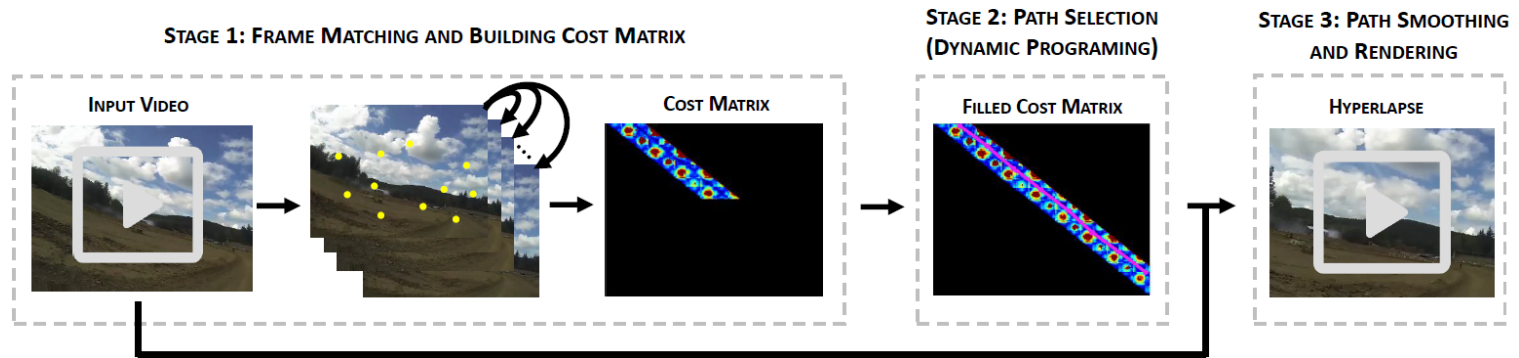 STAGE 1: FRAME MATCHING AND BUILDING COST MATRIX
STAGE 2: PATH SELECTION
(DYNAMIC PROGRAMING)
STAGE 3: PATH SMOOTHING
AND RENDERING
INPUT VIDEO
COST MATRIX
FILLED COST MATRIX
HYPERLAPSE